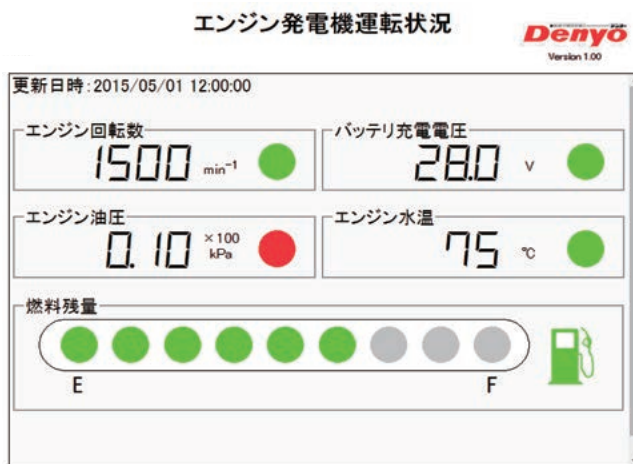 エンジン発電機運転状況
Denyo
Version 1.00
更新日時:2015/05/01 12:00:00
エンジン回転数
1500 min⁻¹
バッテリ充電電圧
28.0 V
エンジン油圧
0.10 ×100 kPa
エンジン水温
75 ℃
燃料残量
E F